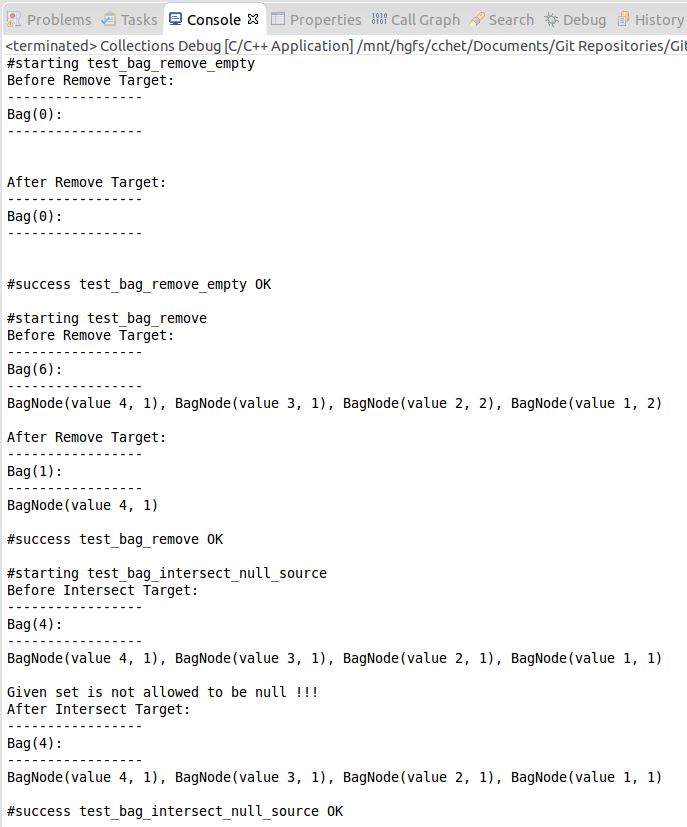 Problems Tasks Console Properties 1010 0101 Call Graph Search Debug History
<terminated> Collections Debug [C/C++ Application] /mnt/hgfs/cchet/Documents/Git Repositories/Git
#starting test_bag_remove_empty
Before Remove Target:
-----------------
Bag(0):
-----------------
After Remove Target:
-----------------
Bag(0):
-----------------
#success test_bag_remove_empty OK
#starting test_bag_remove
Before Remove Target:
-----------------
Bag(6):
-----------------
BagNode(value 4, 1), BagNode(value 3, 1), BagNode(value 2, 2), BagNode(value 1, 2)
After Remove Target:
-----------------
Bag(1):
-----------------
BagNode(value 4, 1)
#success test_bag_remove OK
#starting test_bag_intersect_null_source
Before Intersect Target:
-----------------
Bag(4):
-----------------
BagNode(value 4, 1), BagNode(value 3, 1), BagNode(value 2, 1), BagNode(value 1, 1)
Given set is not allowed to be null !!!
After Intersect Target:
-----------------
Bag(4):
-----------------
BagNode(value 4, 1), BagNode(value 3, 1), BagNode(value 2, 1), BagNode(value 1, 1)
#success test_bag_intersect_null_source OK